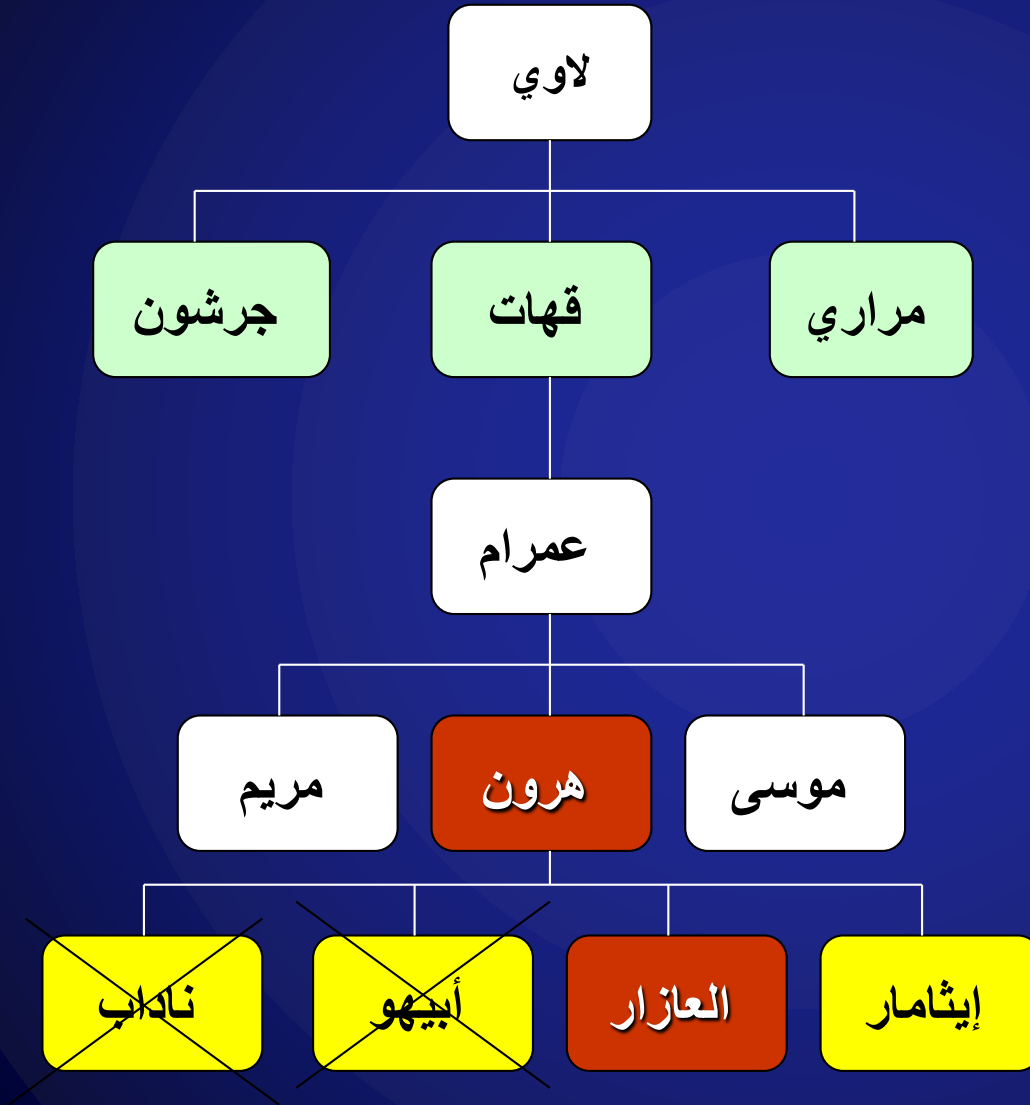 لاوي
مراري
قهات
جرشون
عمرام
موسى
هرون
مريم
إيثامار
العازار
أبيهو
ناداب